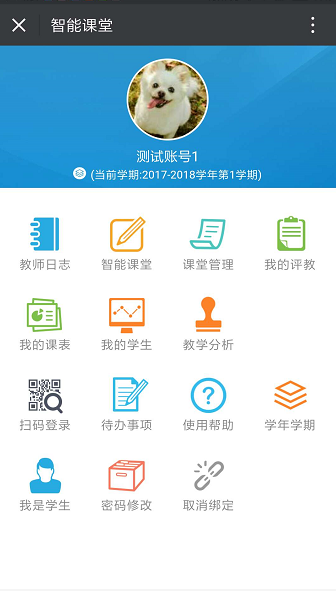 智能课堂
测试账号1
(当前学期:2017-2018学年第1学期)
教师日志 智能课堂 课堂管理 我的评教
我的课表 我的学生 教学分析
扫码登录 待办事项 使用帮助 学年学期
我是学生 密码修改 取消绑定